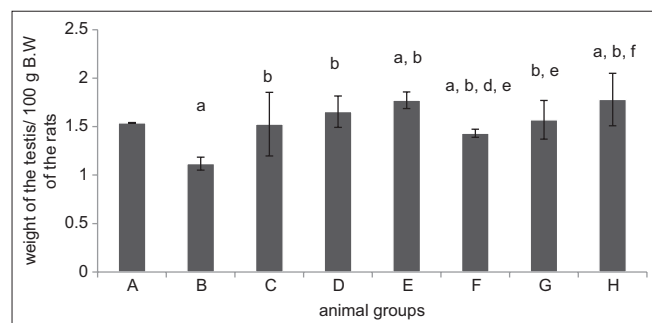 weight of the testis/ 100 g B.W
of the rats
2.5
2
1.5
1
0.5
0
a
b
b
a, b
a, b, d, e
b, e
a, b, f
A B C D E F G H
animal groups